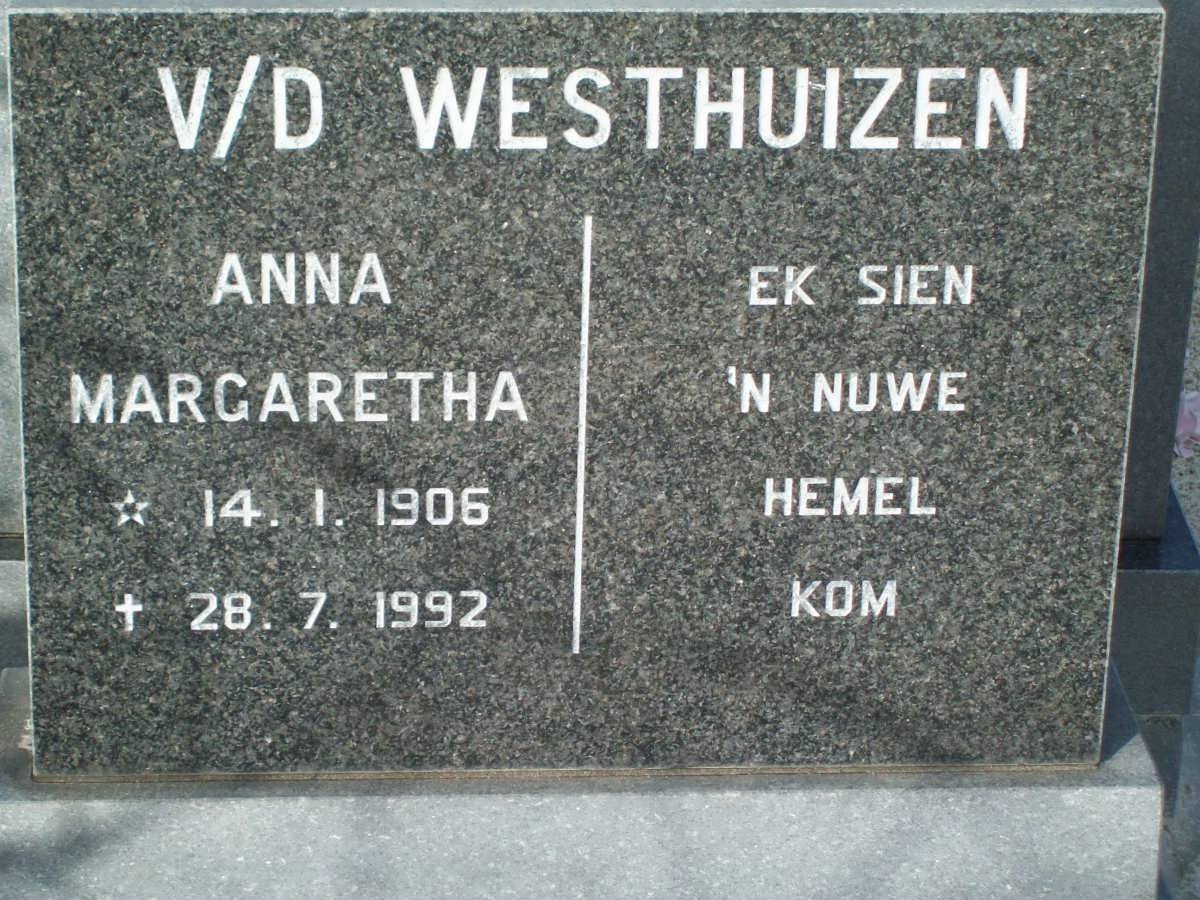 V/D WESTHUIZEN
ANNA
MARGARETHA
☆ 14. 1. 1906
✝ 28. 7. 1992
EK SIEN
'N NUWE
HEMEL
KOM